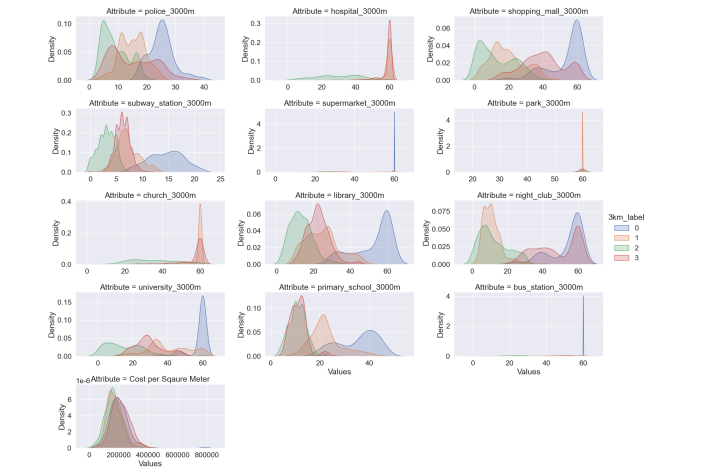 Attribute = police_3000m
Attribute = hospital_3000m
Attribute = shopping_mall_3000m
Density
0.10
0.05
0.00
0 10 20 30 40
Density
0.3
0.2
0.1
0.0
0 20 40 60
Density
0.06
0.04
0.02
0.00
0 20 40 60
Attribute = subway_station_3000m
Attribute = supermarket_3000m
Attribute = park_3000m
Density
0.3
0.2
0.1
0.0
0 5 10 15 20 25
Density
4
2
0
0 20 40 60
Density
4
2
0
20 30 40 50 60
Attribute = church_3000m
Attribute = library_3000m
Attribute = night_club_3000m
Density
0.4
0.2
0.0
0 20 40 60
Density
0.06
0.04
0.02
0.00
0 20 40 60
Density
0.075
0.050
0.025
0.000
0 20 40 60
3km_label
0
1
2
3
Attribute = university_3000m
Attribute = primary_school_3000m
Attribute = bus_station_3000m
Density
0.15
0.10
0.05
0.00
0 20 40 60
Density
0.10
0.05
0.00
0 20 40
Values
Density
4
2
0
0 20 40 60
Values
1e-6
Attribute = Cost per Sqaure Meter
Density
6
4
2
0
0 200000 400000 600000 800000
Values